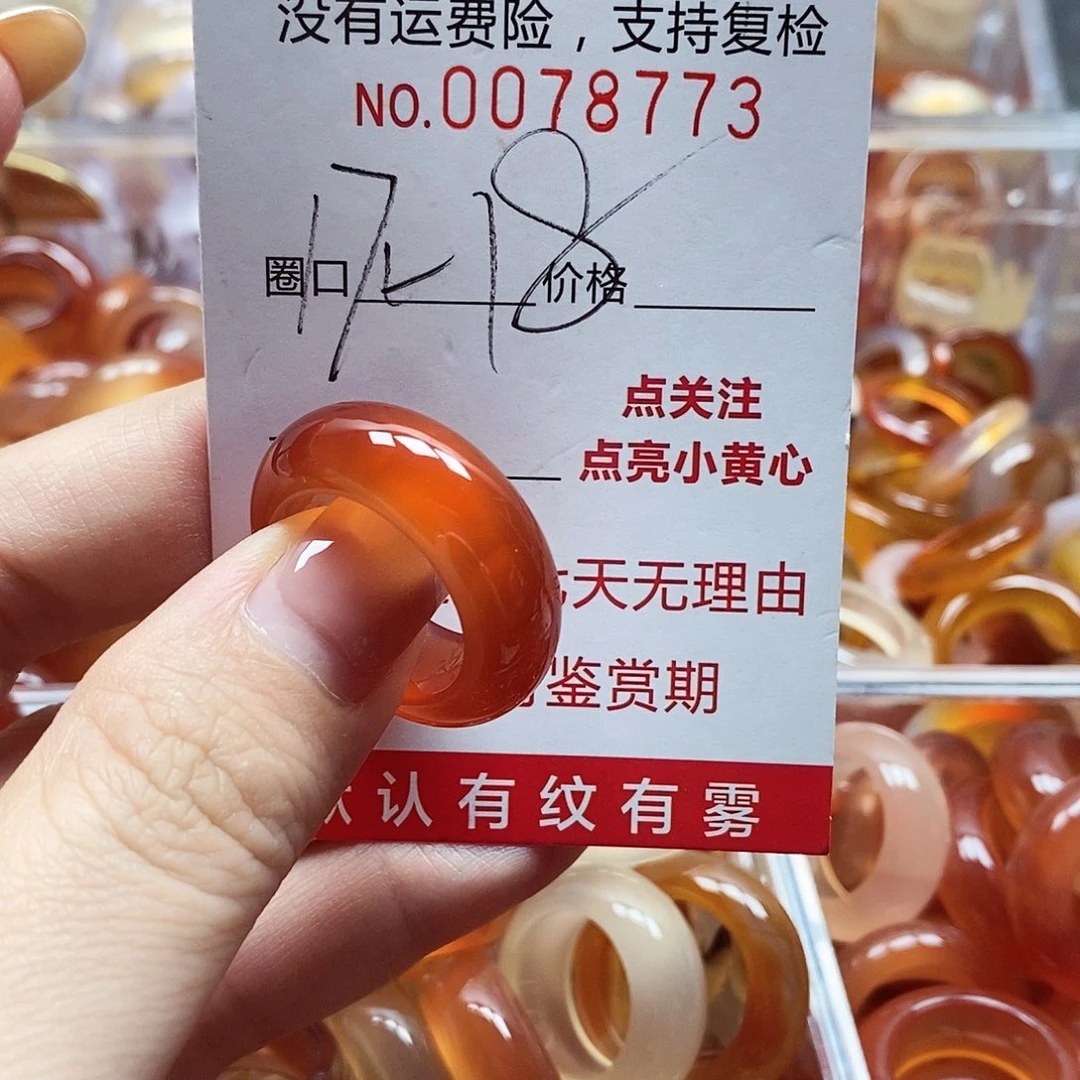 没有运费险，支持复检
NO.0078773
17 - 18
圈口 价格
点关注
点亮小黄心
天无理由
鉴赏期
认有纹有雾